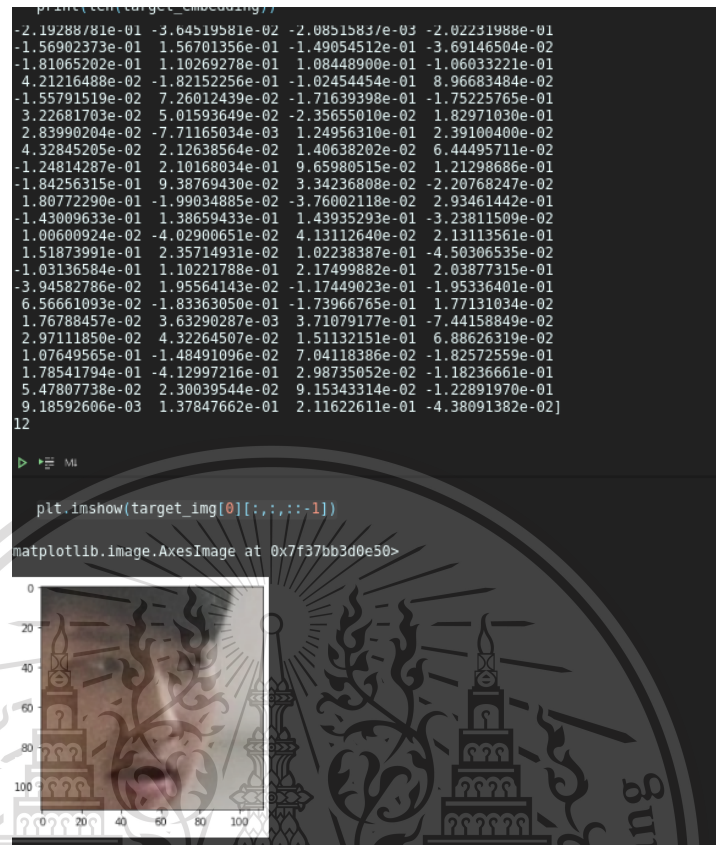 print(len(target_embedding))
-2.19288781e-01 -3.64519581e-02 -2.08515837e-03 -2.02231988e-01
-1.56902373e-01 1.56701356e-01 -1.49054512e-01 -3.69146504e-02
-1.81065202e-01 1.10269278e-01 1.08448900e-01 -1.06033221e-01
4.21216488e-02 -1.82152256e-01 -1.02454454e-01 8.96683484e-02
-1.55791519e-02 7.26012439e-02 -1.71639398e-01 -1.75225765e-01
3.22681703e-02 5.01593649e-02 -2.35655010e-02 1.82971030e-01
2.83990204e-02 -7.71165034e-03 1.24956310e-01 2.39100400e-02
4.32845205e-02 2.12638564e-02 1.40638202e-02 6.44495711e-02
-1.24814287e-01 2.10168034e-01 9.65980515e-02 1.21298686e-01
-1.84256315e-01 9.38769430e-02 3.34236808e-02 -2.20768247e-02
1.80772290e-01 -1.99034885e-02 -3.76002118e-02 2.93461442e-01
-1.43009633e-01 1.38659433e-01 1.43935293e-01 -3.23811509e-02
1.00600924e-02 -4.02900651e-02 4.13112640e-02 2.13113561e-01
1.51873991e-01 2.35714931e-02 1.02238387e-01 -4.50306535e-02
-1.03136584e-01 1.10221788e-01 2.17499882e-01 2.03877315e-01
-3.94582786e-02 1.95564143e-02 -1.17449023e-01 -1.95336401e-01
6.56661093e-02 -1.83363050e-01 -1.73966765e-01 1.77131034e-02
1.76788457e-02 3.63290287e-03 3.71079177e-01 -7.44158849e-02
2.97111850e-02 4.32264507e-02 1.51132151e-01 6.88626319e-02
1.07649565e-01 -1.48491096e-02 7.04118386e-02 -1.82572559e-01
1.78541794e-01 -4.12997216e-01 2.98735052e-02 -1.18236661e-01
5.47807738e-02 2.30039544e-02 9.15343314e-02 -1.22891970e-01
9.18592606e-03 1.37847662e-01 2.11622611e-01 -4.38091382e-02]
12
M↓
plt.imshow(target_img[0][:,:,::-1])
matplotlib.image.AxesImage at 0x7f37bb3d0e50>
0
20
40
60
80
100
0 20 40 60 80 100